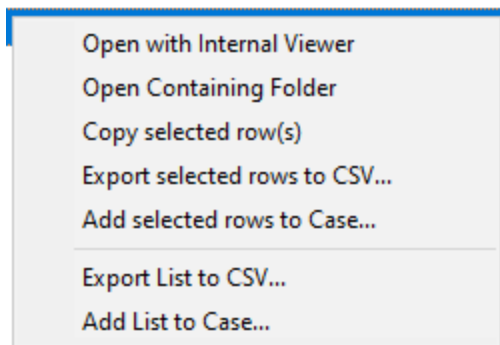 Open with Internal Viewer
Open Containing Folder
Copy selected row(s)
Export selected rows to CSV...
Add selected rows to Case...
Export List to CSV...
Add List to Case...